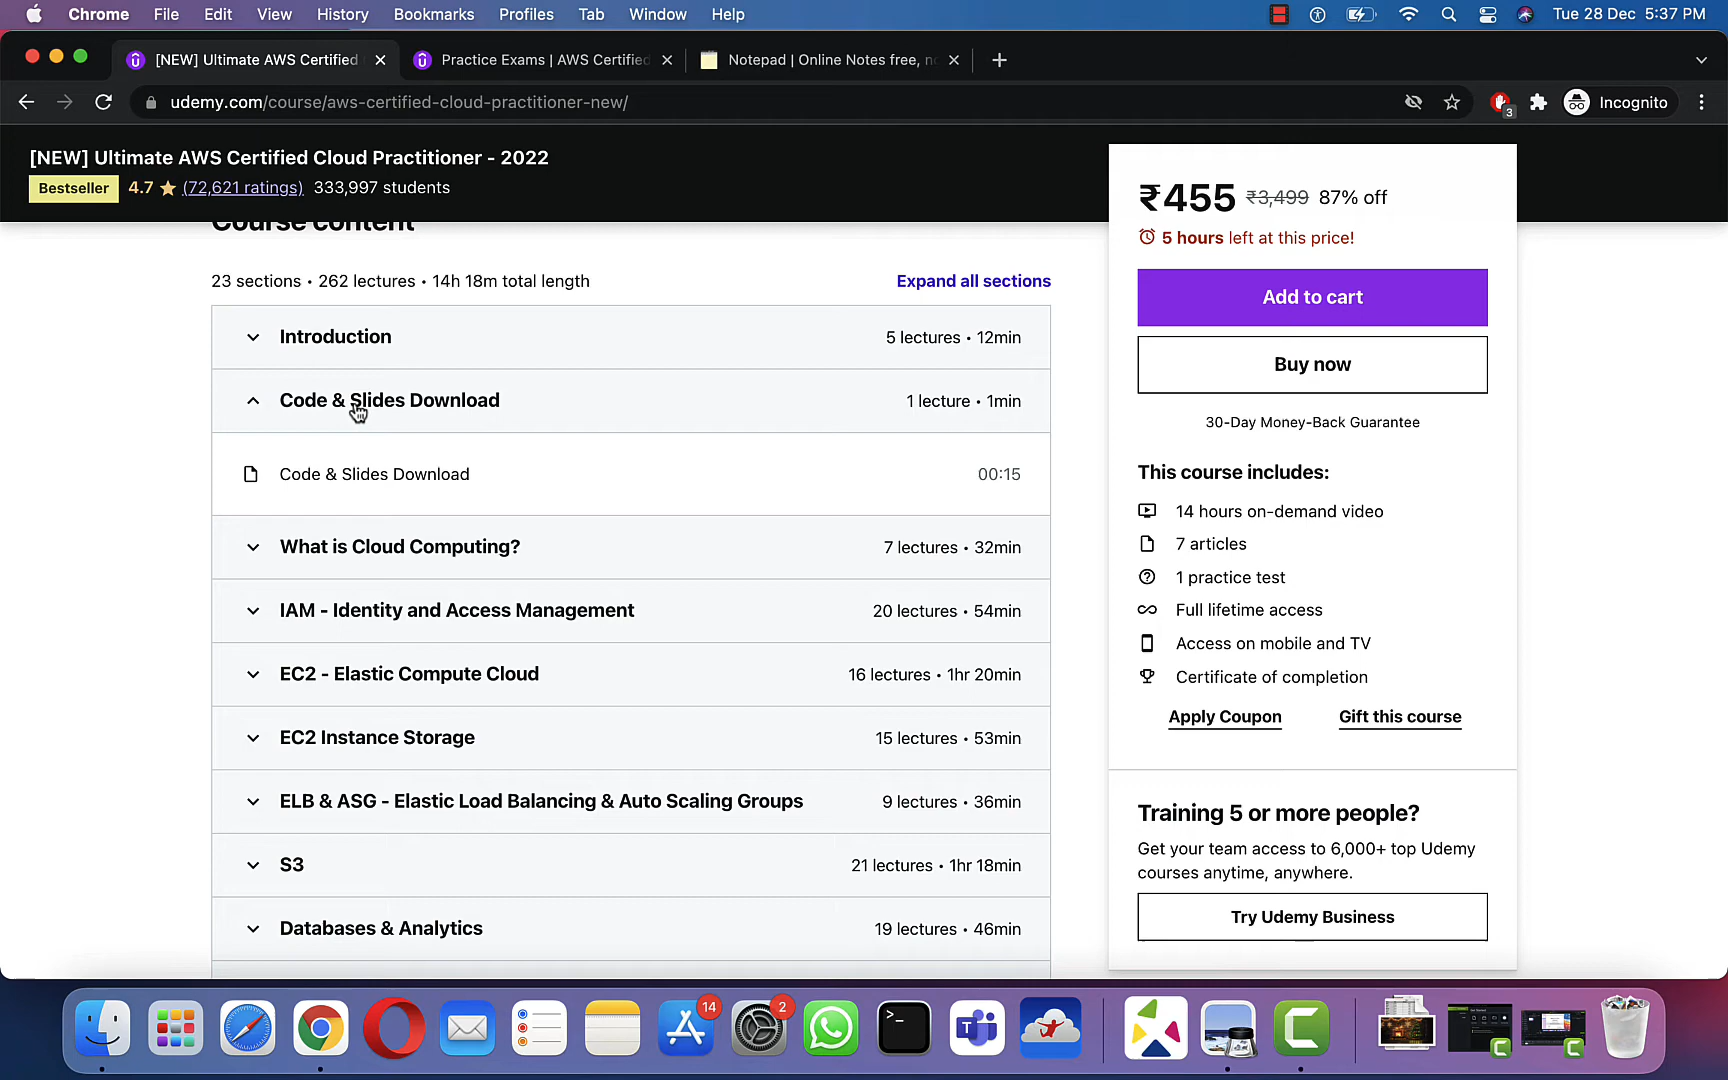 Chrome File Edit View History Bookmarks Profiles Tab Window Help Tue 28 Dec 5:37 PM
[NEW] Ultimate AWS Certified
Practice Exams | AWS Certified
Notepad | Online Notes free, n
udemy.com/course/aws-certified-cloud-practitioner-new/
3
Incognito
[NEW] Ultimate AWS Certified Cloud Practitioner - 2022
Bestseller 4.7 (72,621 ratings) 333,997 students
Course content
23 sections • 262 lectures • 14h 18m total length
Expand all sections
Introduction 5 lectures • 12min
Code & Slides Download 1 lecture • 1min
Code & Slides Download 00:15
What is Cloud Computing? 7 lectures • 32min
IAM - Identity and Access Management 20 lectures • 54min
EC2 - Elastic Compute Cloud 16 lectures • 1hr 20min
EC2 Instance Storage 15 lectures • 53min
ELB & ASG - Elastic Load Balancing & Auto Scaling Groups 9 lectures • 36min
S3 21 lectures • 1hr 18min
Databases & Analytics 19 lectures • 46min
₹455 ₹3,499 87% off
5 hours left at this price!
Add to cart
Buy now
30-Day Money-Back Guarantee
This course includes:
14 hours on-demand video
7 articles
1 practice test
Full lifetime access
Access on mobile and TV
Certificate of completion
Apply Coupon Gift this course
Training 5 or more people?
Get your team access to 6,000+ top Udemy
courses anytime, anywhere.
Try Udemy Business
14
2